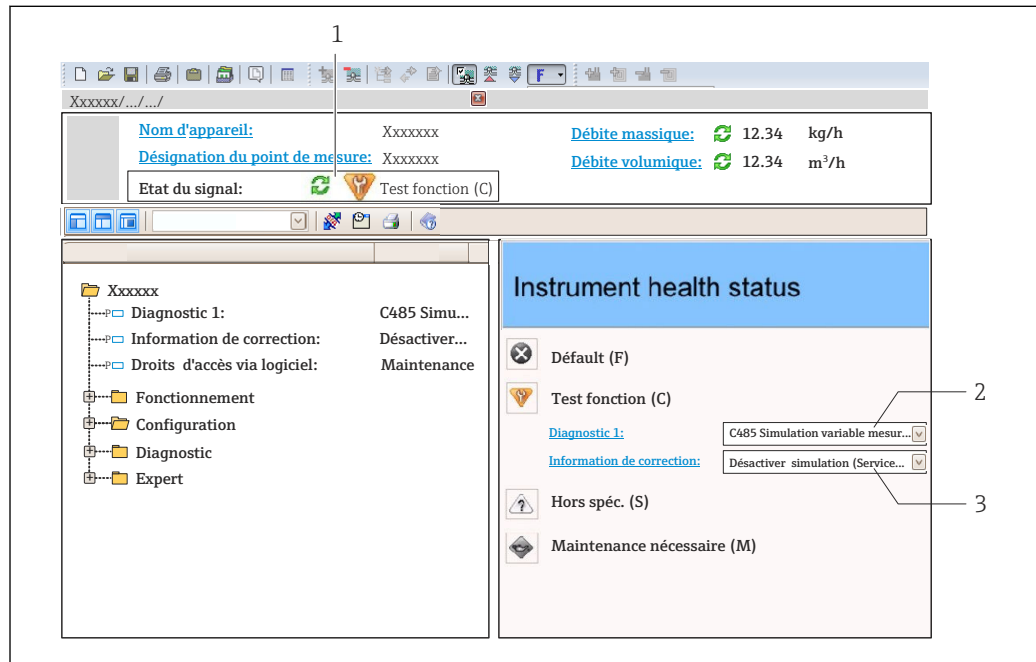 1
F
Xxxxxx/.../.../
Nom d'appareil: Xxxxxxx Débite massique: 12.34 kg/h
Désignation du point de mesure: Xxxxxxx Débite volumique: 12.34 m³/h
Etat du signal: Test fonction (C)
Xxxxxx
P Diagnostic 1: C485 Simu...
P Information de correction: Désactiver...
P Droits d'accès via logiciel: Maintenance
Fonctionnement
Configuration
Diagnostic
Expert
Instrument health status
Défault (F)
Test fonction (C)
Diagnostic 1: C485 Simulation variable mesur...
2
Information de correction: Désactiver simulation (Service...
3
Hors spéc. (S)
Maintenance nécessaire (M)